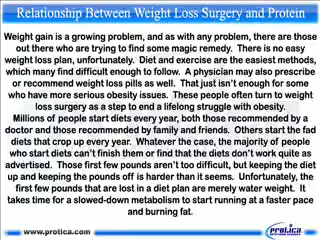 Relationship Between Weight Loss Surgery and Protein
Weight gain is a growing problem, and as with any problem, there are those
out there who are trying to find some magic remedy.  There is no easy
weight loss plan, unfortunately.  Diet and exercise are the easiest methods,
which many find difficult enough to follow.  A physician may also prescribe
or recommend weight loss pills as well.  That just isn't enough for some
who have more serious obesity issues.  These people often turn to weight
loss surgery as a step to end a lifelong struggle with obesity.
Millions of people start diets every year, both those recommended by a
doctor and those recommended by family and friends.  Others start the fad
diets that crop up every year.  Whatever the case, the majority of people
who start diets can't finish them or find that the diets don't work quite as
advertised.  Those first few pounds aren't too difficult, but keeping the diet
up and keeping the pounds off is harder than it seems.  Unfortunately, the
first few pounds that are lost in a diet plan are merely water weight.  It
takes time for a slowed-down metabolism to start running at a faster pace
and burning fat.
www.protica.com
protica